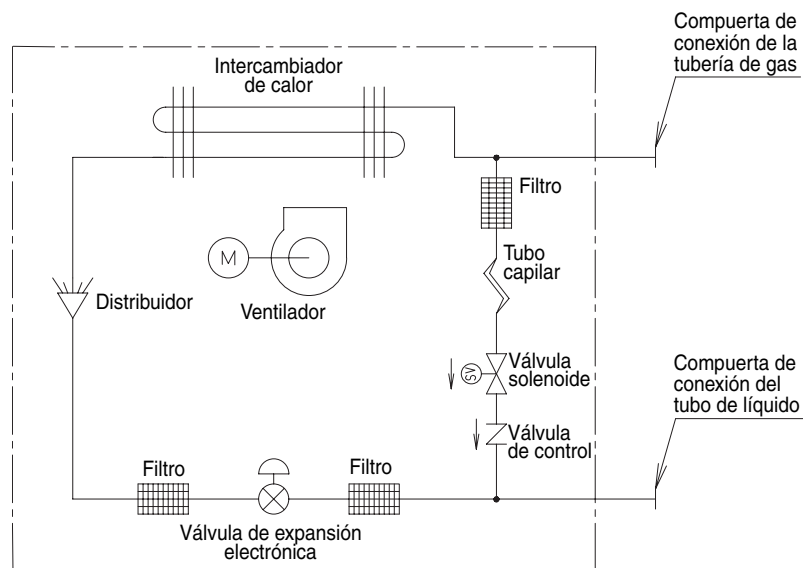 Compuerta de
conexión de la
tubería de gas
Intercambiador
de calor
Filtro
Tubo
capilar
M
Distribuidor
Ventilador
SV
Válvula
solenoide
Compuerta de
conexión del
tubo de líquido
Válvula
de control
Filtro
Filtro
Válvula de expansión
electrónica